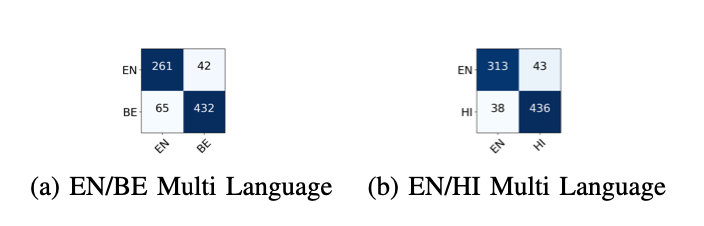 EN 261 42
BE 65 432
EN BE
(a) EN/BE Multi Language
EN 313 43
HI 38 436
EN HI
(b) EN/HI Multi Language